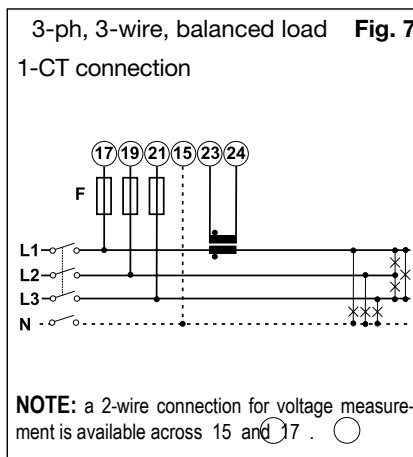 3-ph, 3-wire, balanced load Fig. 7
1-CT connection
17 19 21 15 23 24
F
L1
L2
L3
N
NOTE: a 2-wire connection for voltage measure-
ment is available across 15 and 17 .